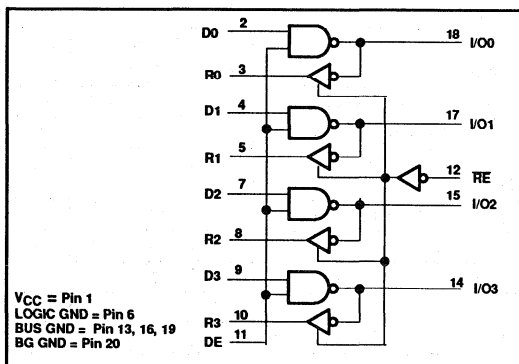 D0 2
18 I/O0
R0 3
D1 4
17 I/O1
R1 5
12 RE
D2 7
15 I/O2
R2 8
D3 9
14 I/O3
R3 10
DE 11
VCC = Pin 1
LOGIC GND = Pin 6
BUS GND = Pin 13, 16, 19
BG GND = Pin 20